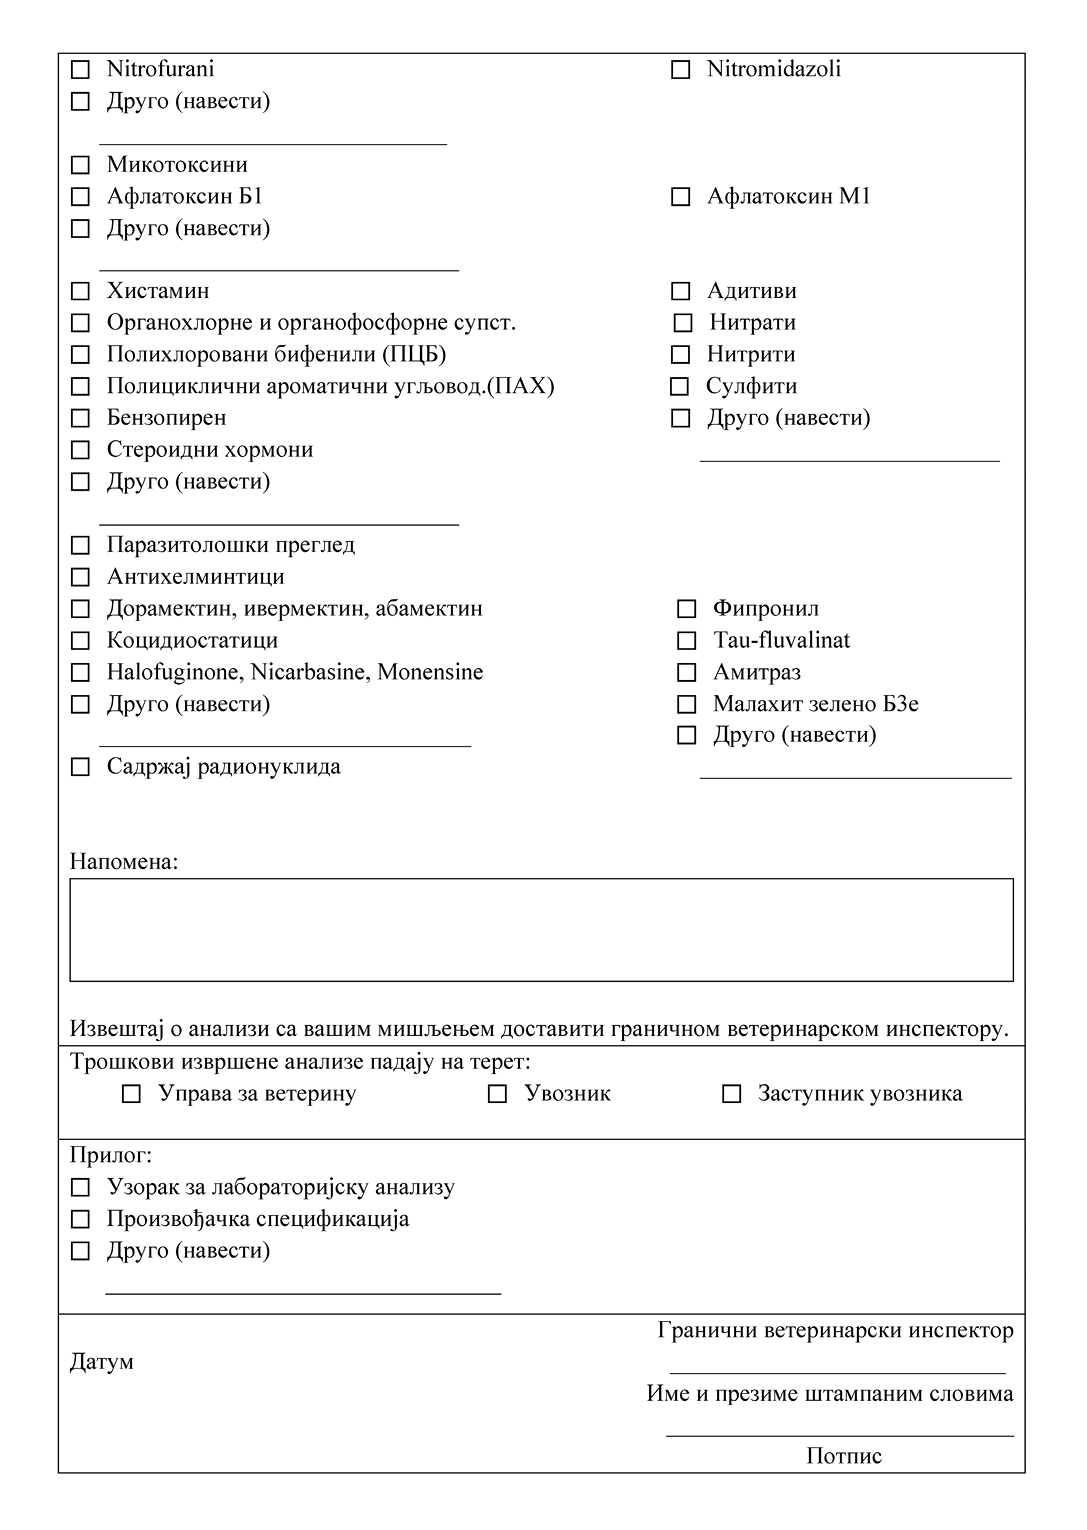 Nitrofurani
Nitromidazoli
Друго (навести)
Микотоксини
Афлатоксин Б1
Афлатоксин М1
Друго (навести)
Хистамин
Адитиви
Органохлорне и органофосфорне супст.
Нитрати
Полихлоровани бифенили (ПЦБ)
Нитрити
Полициклични ароматични угљовод.(ПАХ)
Сулфити
Бензопирен
Друго (навести)
Стероидни хормони
Друго (навести)
Паразитолошки преглед
Антихелминтици
Дорамектин, ивермектин, абамектин
Фипронил
Коцидиостатици
Tau-fluvalinat
Halofuginone, Nicarbasine, Monensine
Амитраз
Друго (навести)
Малахит зелено Б3е
Друго (навести)
Садржај радионуклида
Напомена:
Извештај о анализи са вашим мишљењем доставити граничном ветеринарском инспектору.
Трошкови извршене анализе падају на терет:
Управа за ветерину
Увозник
Заступник увозника
Прилог:
Узорак за лабораторијску анализу
Произвођачка спецификација
Друго (навести)
Гранични ветеринарски инспектор
Датум
Име и презиме штампаним словима
Потпис